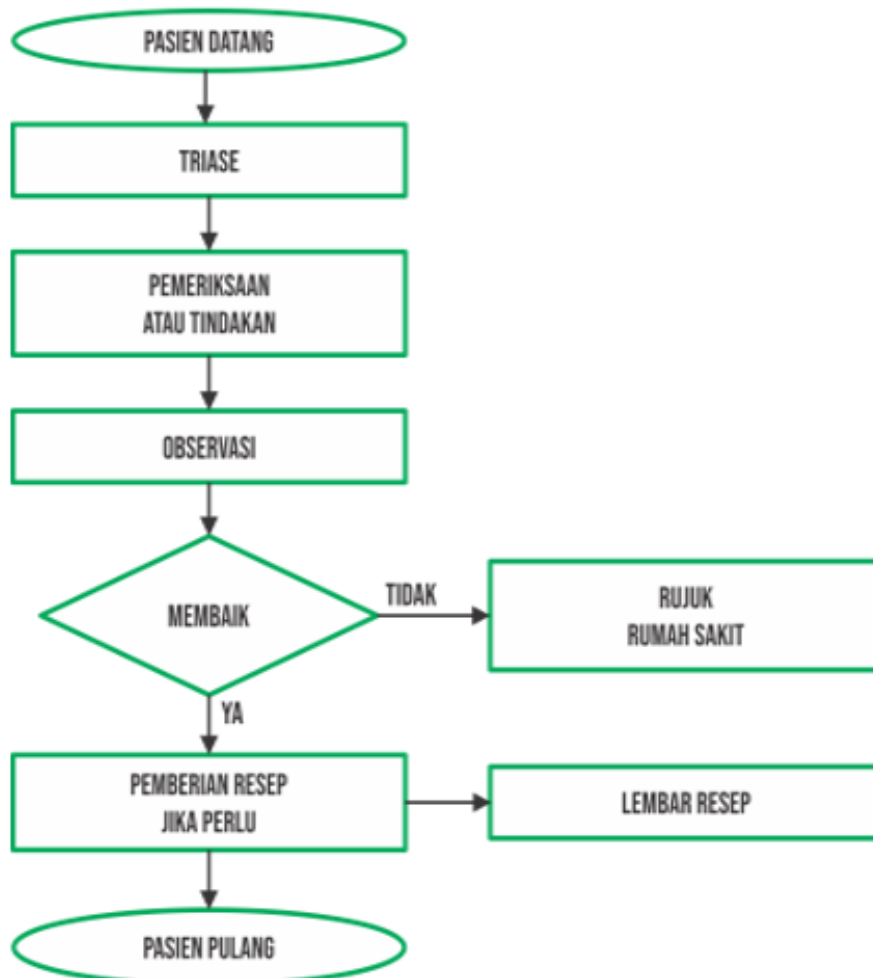 PASIEN DATANG
TRIASE
PEMERIKSAAN
ATAU TINDAKAN
OBSERVASI
MEMBAIK
TIDAK
RUJUK
RUMAH SAKIT
YA
PEMBERIAN RESEP
JIKA PERLU
LEMBAR RESEP
PASIEN PULANG